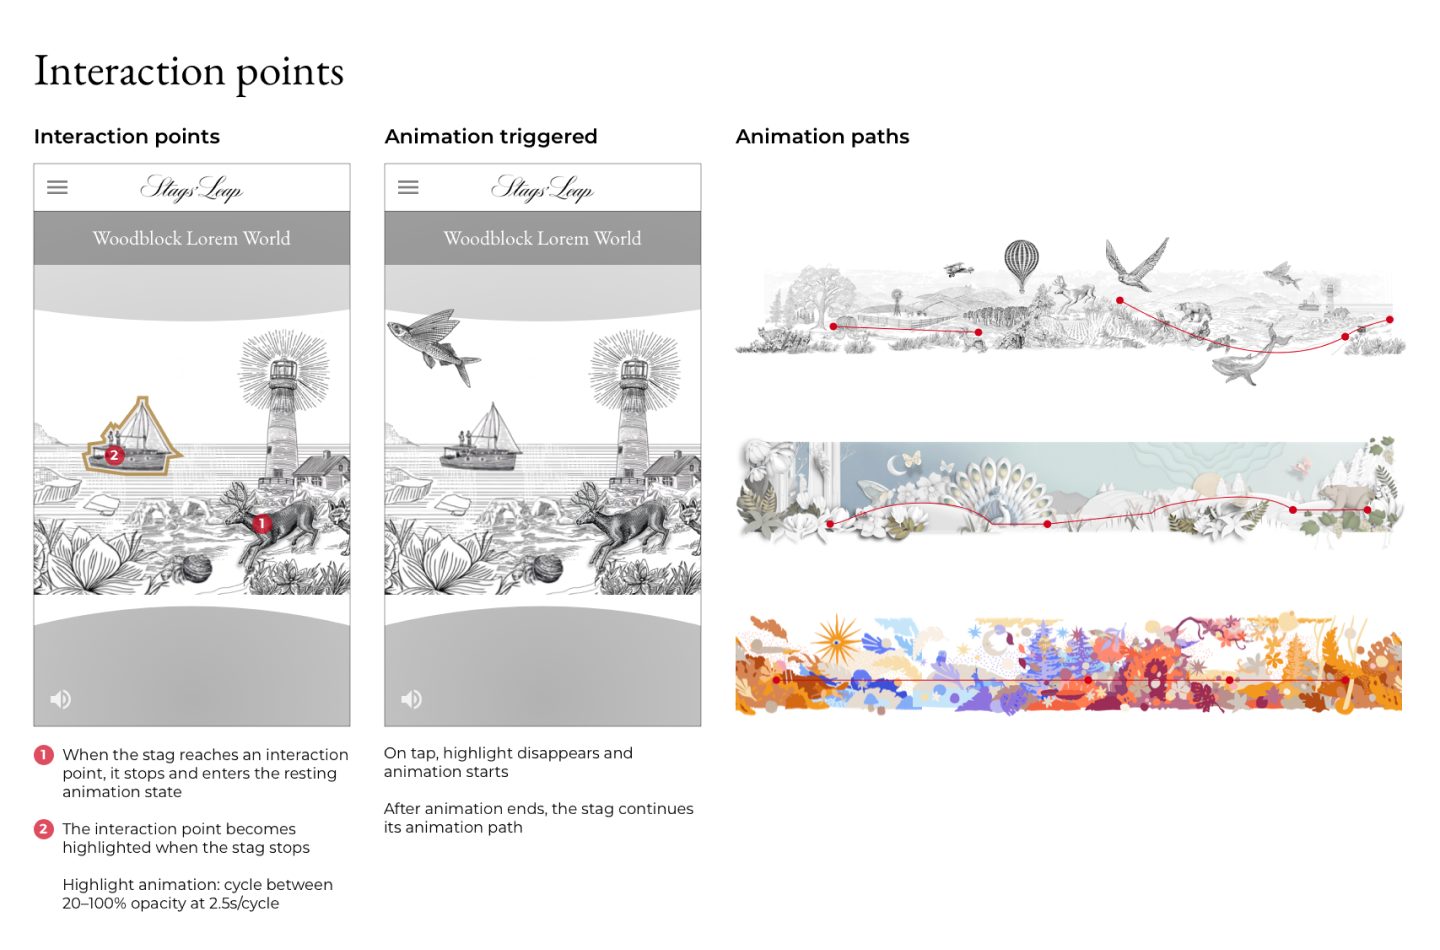 Interaction points
Interaction points
Stags' Leap
Woodblock Lorem World
2
1
1 When the stag reaches an interaction
point, it stops and enters the resting
animation state
2 The interaction point becomes
highlighted when the stag stops
Highlight animation: cycle between
20–100% opacity at 2.5s/cycle
Animation triggered
Stags' Leap
Woodblock Lorem World
On tap, highlight disappears and
animation starts
After animation ends, the stag continues
its animation path
Animation paths